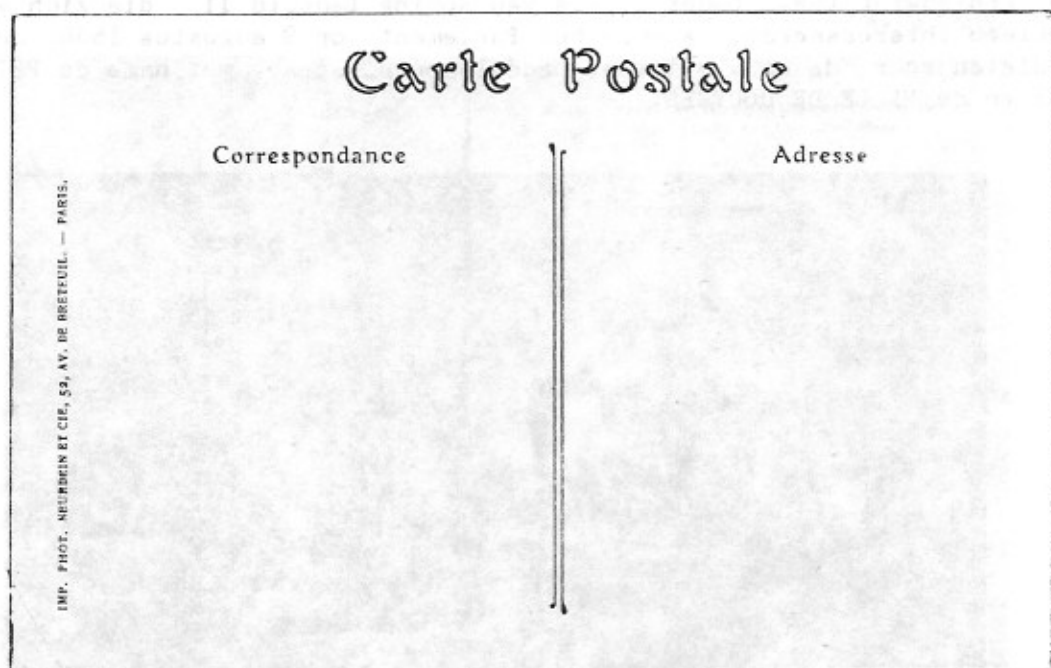 Carte Postale
Correspondance
Adresse
IMP. PHOT. NEURDEIN ET CIE, 52, AV. DE BRETEUIL. — PARIS.